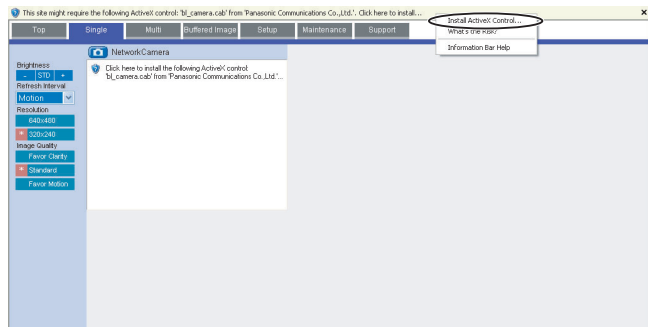 This site might require the following ActiveX control: 'bl_camera.cab' from 'Panasonic Communications Co.,Ltd.'. Click here to install...
Install ActiveX Control...
What's the Risk?
Information Bar Help
Top Single Multi Buffered Image Setup Maintenance Support
NetworkCamera
Click here to install the following ActiveX control:
'bl_camera.cab' from 'Panasonic Communications Co.,Ltd.'...
Brightness
- STD +
Refresh Interval
Motion
Resolution
640x480
* 320x240
Image Quality
Favor Clarity
* Standard
Favor Motion